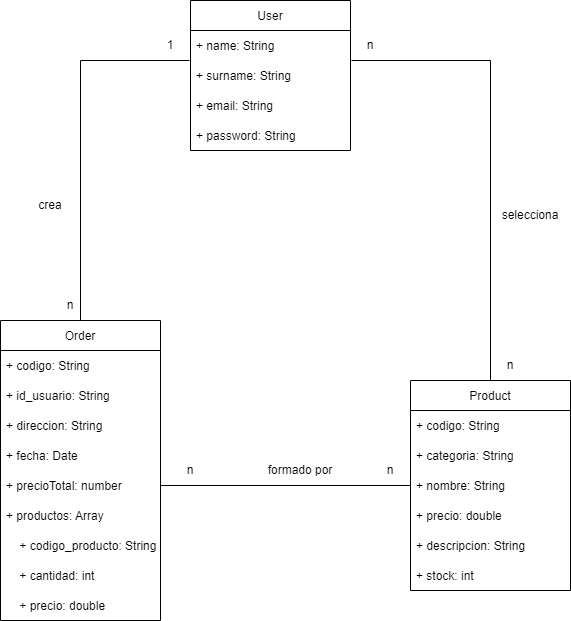 User
+ name: String
+ surname: String
+ email: String
+ password: String
1
n
crea
selecciona
n
n
Order
+ codigo: String
+ id_usuario: String
+ direccion: String
+ fecha: Date
+ precioTotal: number
+ productos: Array
+ codigo_producto: String
+ cantidad: int
+ precio: double
n
formado por
n
Product
+ codigo: String
+ categoria: String
+ nombre: String
+ precio: double
+ descripcion: String
+ stock: int